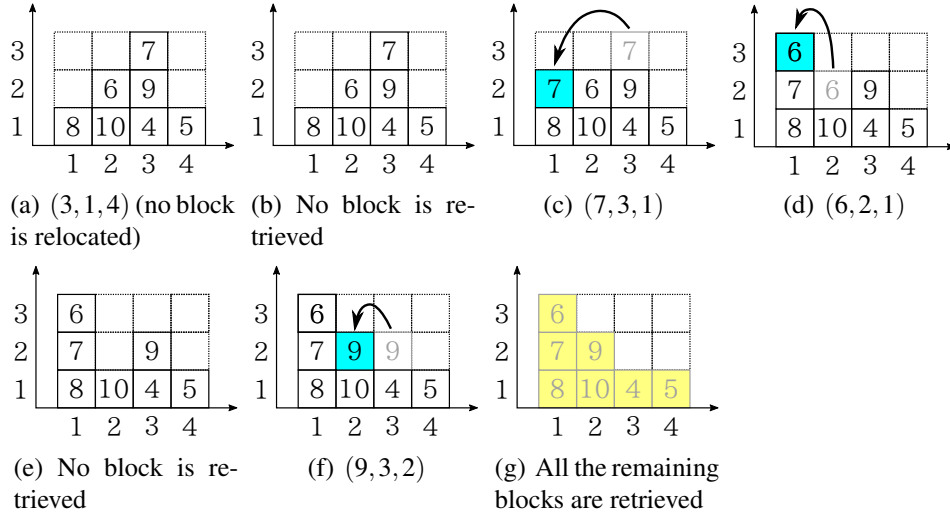 3 7 3 7 3 7 3 6
2 6 9 2 6 9 2 7 6 9 2 7 6 9
1 8 10 4 5 1 8 10 4 5 1 8 10 4 5 1 8 10 4 5
1 2 3 4 1 2 3 4 1 2 3 4 1 2 3 4
(a) (3,1,4) (no block is relocated)
(b) No block is re-
trieved
(c) (7,3,1)
(d) (6,2,1)
3 6 3 6 3 6
2 7 9 2 7 9 9 2 7 9
1 8 10 4 5 1 8 10 4 5 1 8 10 4 5
1 2 3 4 1 2 3 4 1 2 3 4
(e) No block is re-
trieved
(f) (9,3,2)
(g) All the remaining
blocks are retrieved